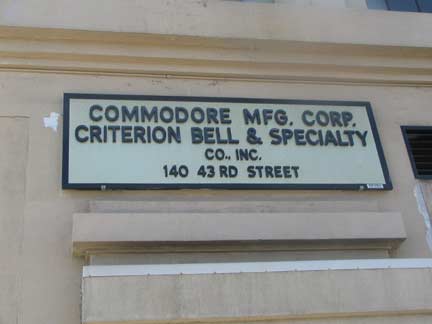 COMMODORE MFG. CORP.
CRITERION BELL & SPECIALTY
CO., INC.
140 43RD STREET